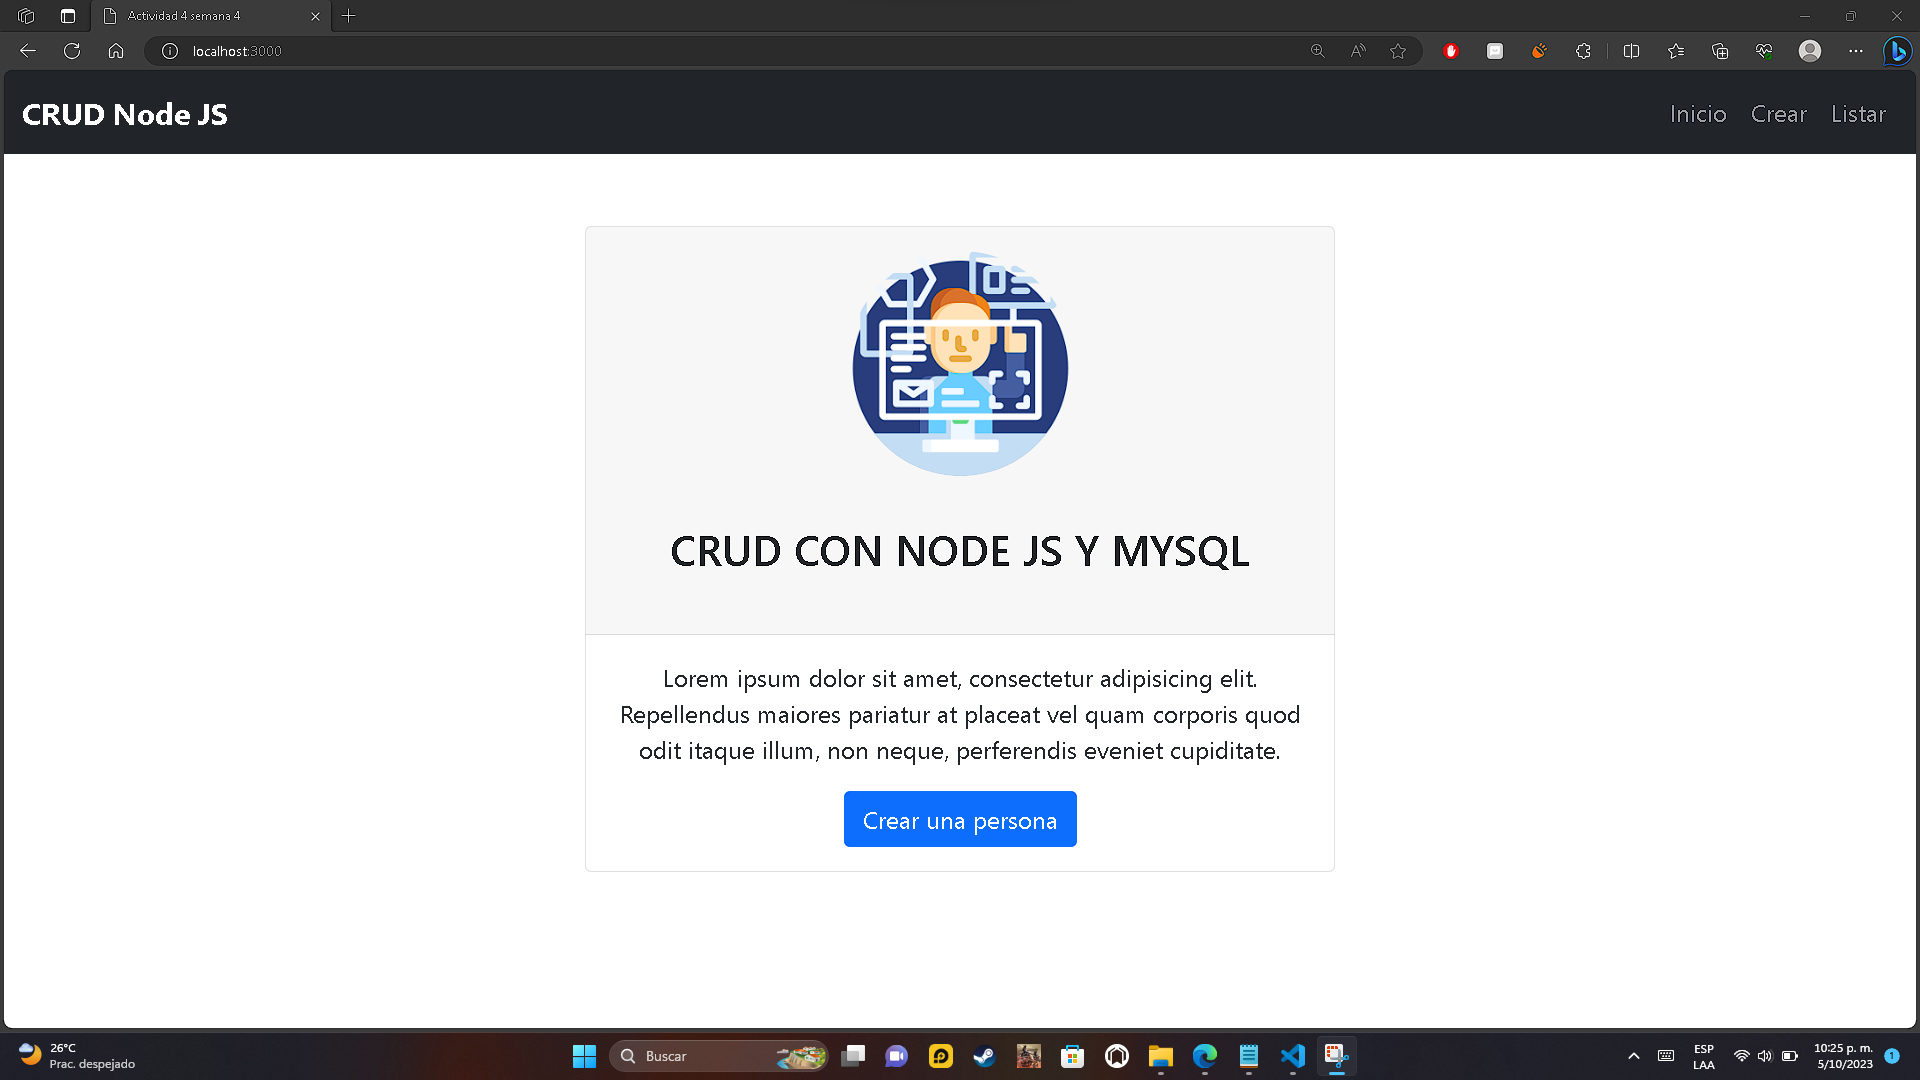 Actividad 4 semana 4
localhost:3000
CRUD Node JS
Inicio Crear Listar
CRUD CON NODE JS Y MYSQL
Lorem ipsum dolor sit amet, consectetur adipisicing elit.
Repellendus maiores pariatur at placeat vel quam corporis quod
odit itaque illum, non neque, perferendis eveniet cupiditate.
Crear una persona
26°C
Prac. despejado
Buscar
ESP
LAA
10:25 p. m.
5/10/2023
1